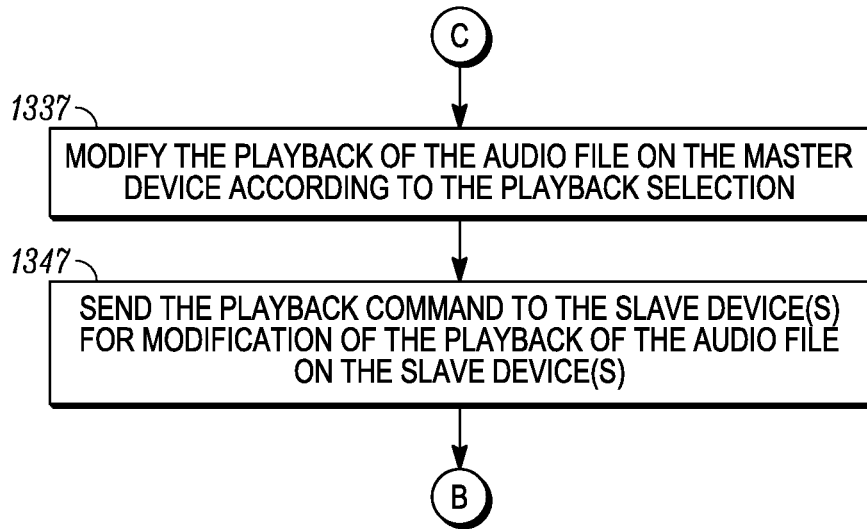 C
1337
MODIFY THE PLAYBACK OF THE AUDIO FILE ON THE MASTER
DEVICE ACCORDING TO THE PLAYBACK SELECTION
1347
SEND THE PLAYBACK COMMAND TO THE SLAVE DEVICE(S)
FOR MODIFICATION OF THE PLAYBACK OF THE AUDIO FILE
ON THE SLAVE DEVICE(S)
B